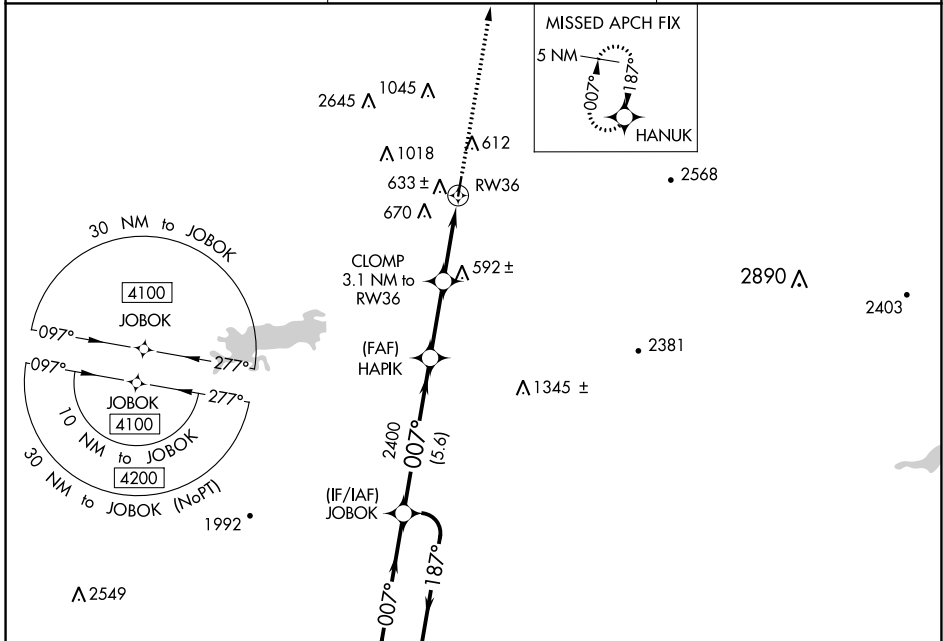 MISSED APCH FIX
5 NM
007°
187°
HANUK
2645
1045
1018
612
633 ±
RW36
670
2568
CLOMP
3.1 NM to
RW36
592 ±
2890
2403
(FAF)
HAPIK
2381
1345 ±
30 NM to JOBOK
4100
JOBOK
097°
277°
097°
277°
JOBOK
4100
10 NM to JOBOK
4200
30 NM to JOBOK (NoPT)
2400
007°
(5.6)
(IF/IAF)
JOBOK
1992
2549
007°
187°